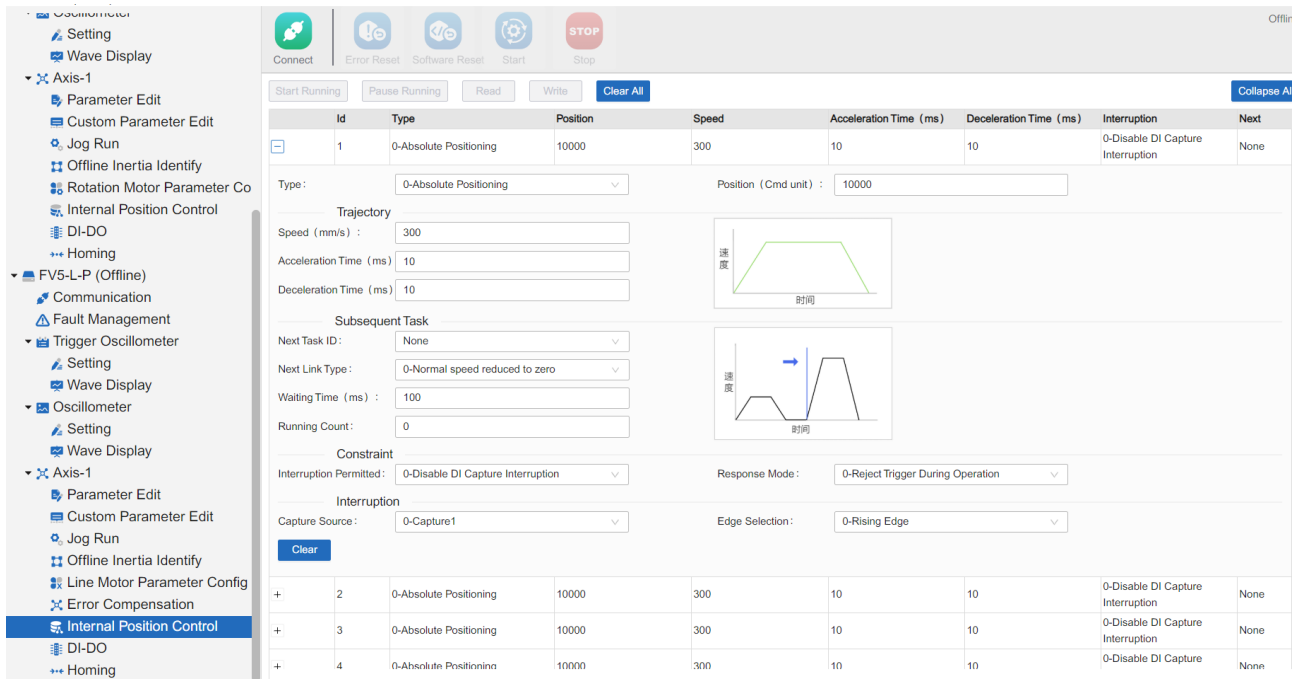 Oscillometer
Setting
Wave Display
Axis-1
Parameter Edit
Custom Parameter Edit
Jog Run
Offline Inertia Identify
Rotation Motor Parameter Co
Internal Position Control
DI-DO
Homing
FV5-L-P (Offline)
Communication
Fault Management
Trigger Oscillometer
Setting
Wave Display
Oscillometer
Setting
Wave Display
Axis-1
Parameter Edit
Custom Parameter Edit
Jog Run
Offline Inertia Identify
Line Motor Parameter Config
Error Compensation
Internal Position Control
DI-DO
Homing
Offlin
STOP
Connect Error Reset Software Reset Start Stop
Start Running Pause Running Read Write Clear All Collapse Al
Id Type Position Speed Acceleration Time (ms) Deceleration Time (ms) Interruption Next
1 0-Absolute Positioning 10000 300 10 10 0-Disable DI Capture Interruption None
Type: 0-Absolute Positioning Position (Cmd unit) : 10000
Trajectory
Speed (mm/s) : 300
Acceleration Time (ms) 10
Deceleration Time (ms) 10
速度
时间
Subsequent Task
Next Task ID: None
Next Link Type: 0-Normal speed reduced to zero
Waiting Time (ms) : 100
Running Count: 0
速度
时间
Constraint
Interruption Permitted: 0-Disable DI Capture Interruption Response Mode: 0-Reject Trigger During Operation
Interruption
Capture Source: 0-Capture1 Edge Selection: 0-Rising Edge
Clear
2 0-Absolute Positioning 10000 300 10 10 0-Disable DI Capture Interruption None
3 0-Absolute Positioning 10000 300 10 10 0-Disable DI Capture Interruption None
4 0-Absolute Positioning 10000 300 10 10 0-Disable DI Capture None